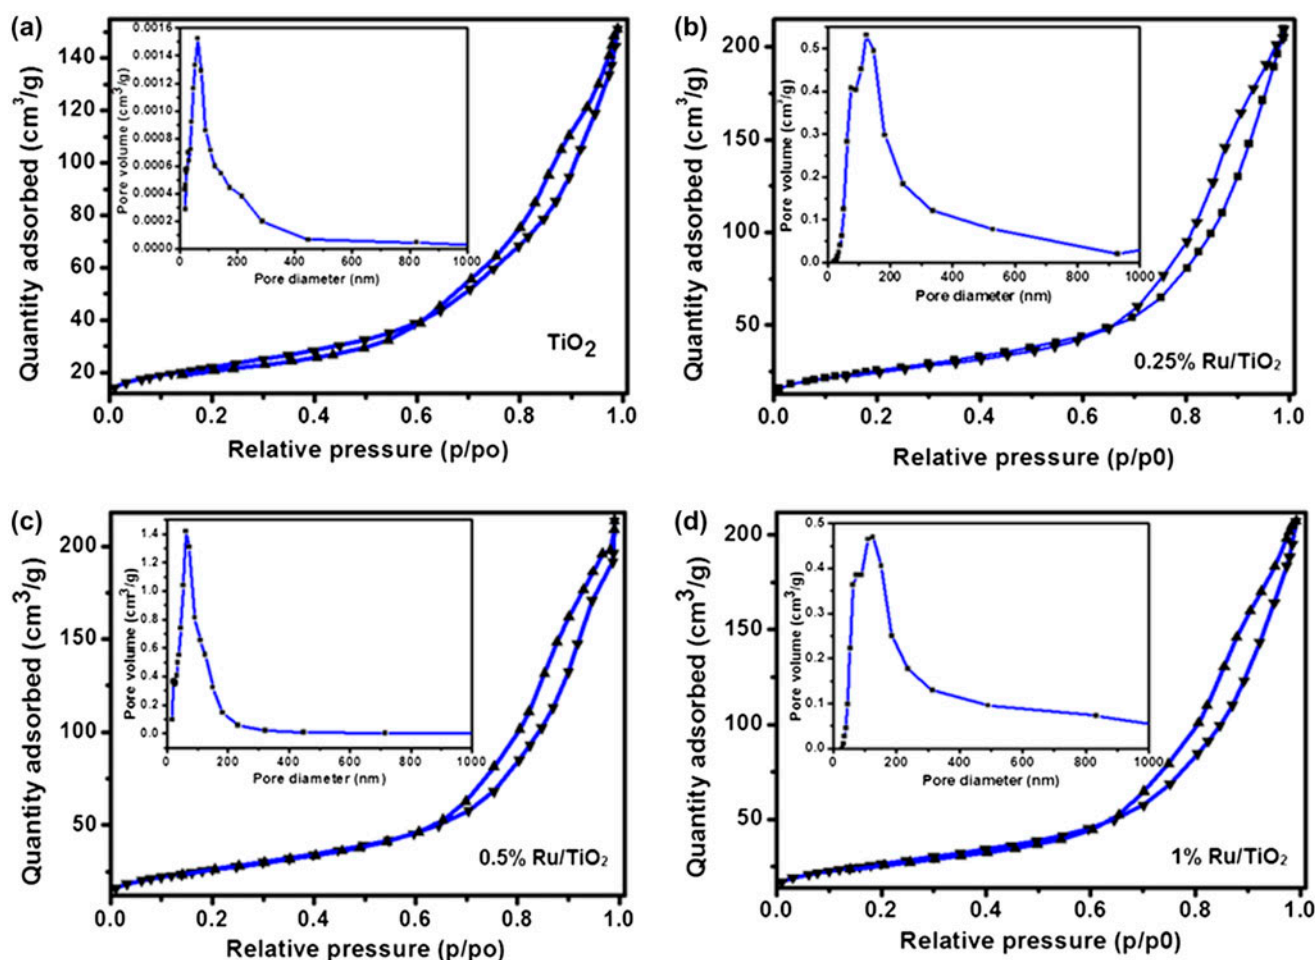 (a)
Quantity adsorbed (cm³/g)
160
140
120
100
80
60
40
20
0.0 0.2 0.4 0.6 0.8 1.0
Relative pressure (p/po)
TiO₂
Pore volume (cm³/g)
0.0016
0.0014
0.0012
0.0010
0.0008
0.0006
0.0004
0.0002
0.0000
0 200 400 600 800 1000
Pore diameter (nm)
(b)
Quantity adsorbed (cm³/g)
200
150
100
50
0.0 0.2 0.4 0.6 0.8 1.0
Relative pressure (p/p0)
0.25% Ru/TiO₂
Pore volume (cm³/g)
0.5
0.4
0.3
0.2
0.1
0.0
0 200 400 600 800 1000
Pore diameter (nm)
(c)
Quantity adsorbed (cm³/g)
200
150
100
50
0.0 0.2 0.4 0.6 0.8 1.0
Relative pressure (p/po)
0.5% Ru/TiO₂
Pore volume (cm³/g)
1.4
1.2
1.0
0.8
0.6
0.4
0.2
0.0
0 200 400 600 800 1000
Pore diameter (nm)
(d)
Quantity adsorbed (cm³/g)
200
150
100
50
0.0 0.2 0.4 0.6 0.8 1.0
Relative pressure (p/p0)
1% Ru/TiO₂
Pore volume (cm³/g)
0.5
0.4
0.3
0.2
0.1
0.0
0 200 400 600 800 1000
Pore diameter (nm)